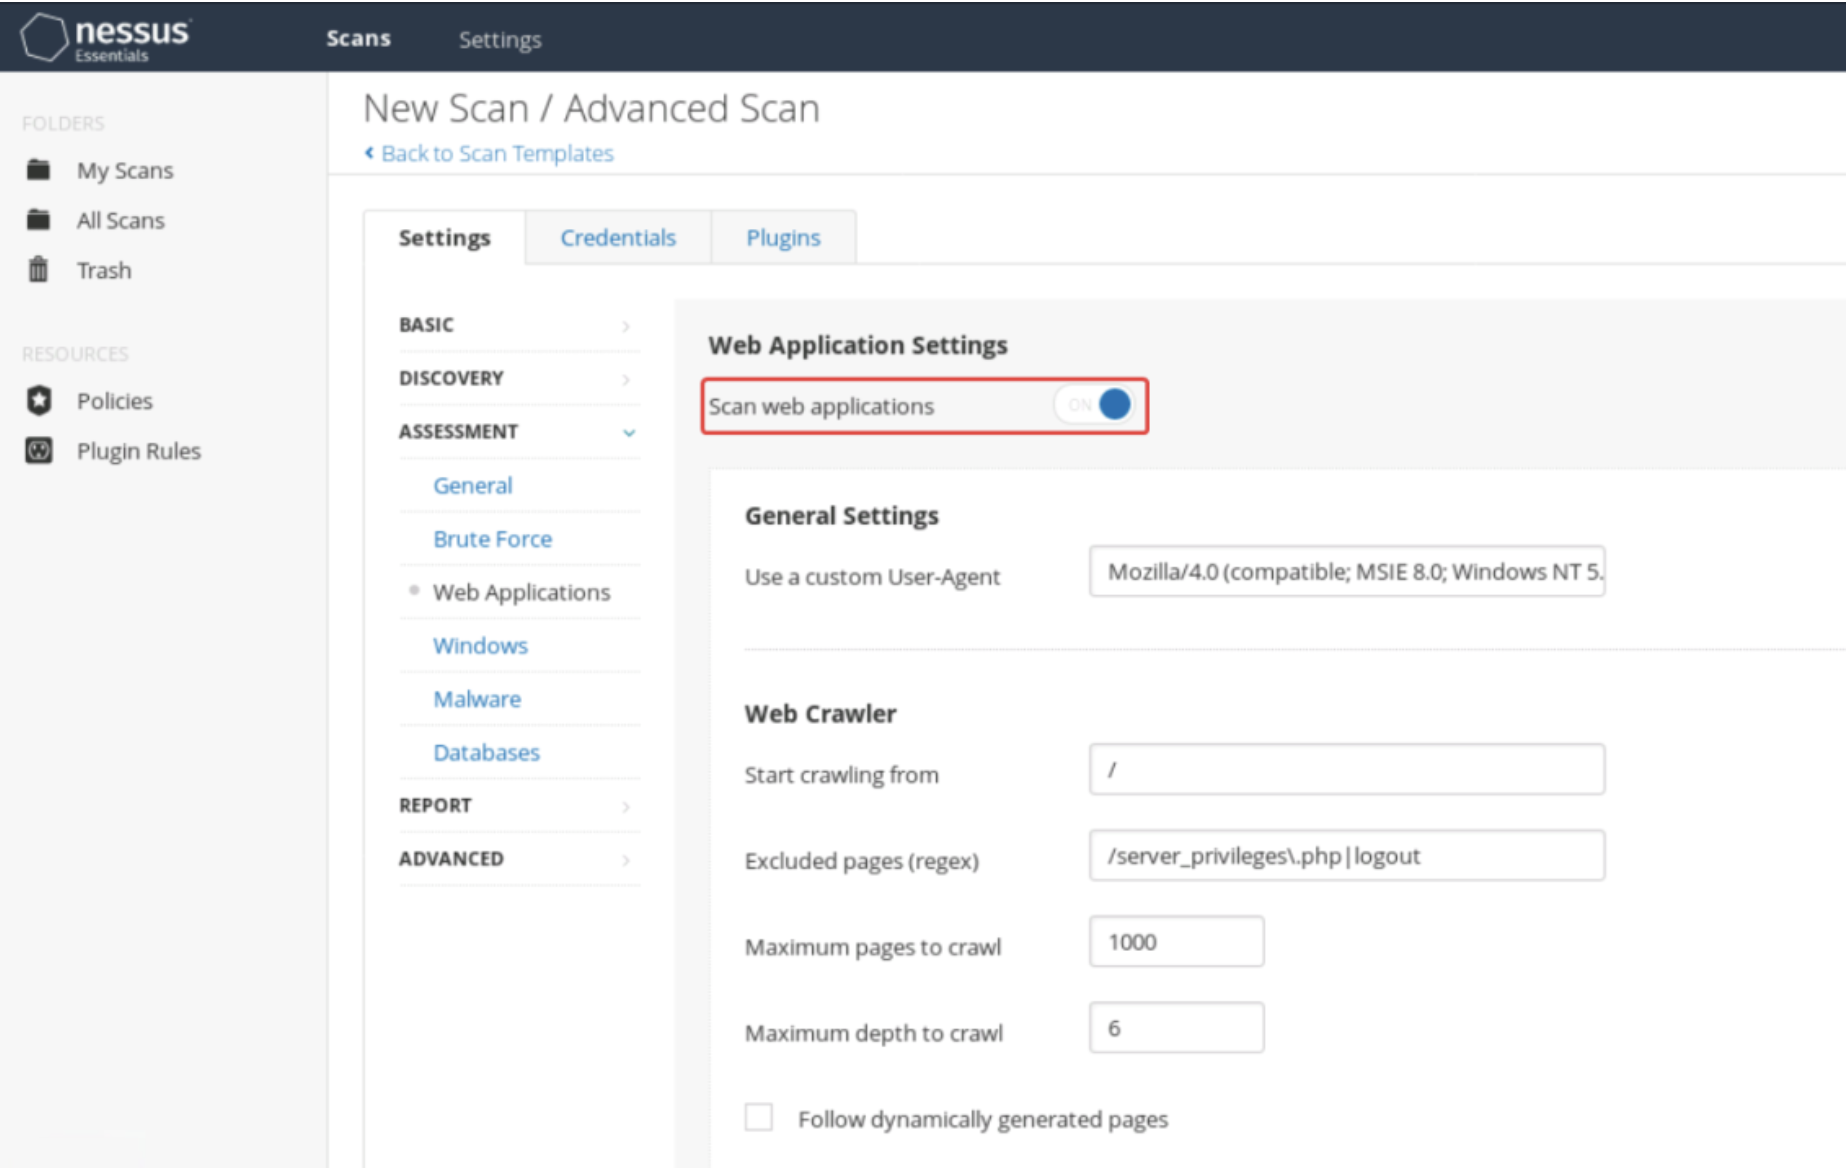 nessus
Essentials
Scans
Settings
FOLDERS
My Scans
All Scans
Trash
RESOURCES
Policies
Plugin Rules
New Scan / Advanced Scan
Back to Scan Templates
Settings
Credentials
Plugins
BASIC
DISCOVERY
ASSESSMENT
General
Brute Force
Web Applications
Windows
Malware
Databases
REPORT
ADVANCED
Web Application Settings
Scan web applications ON
General Settings
Use a custom User-Agent Mozilla/4.0 (compatible; MSIE 8.0; Windows NT 5.
Web Crawler
Start crawling from /
Excluded pages (regex) /server_privileges\.php|logout
Maximum pages to crawl 1000
Maximum depth to crawl 6
Follow dynamically generated pages